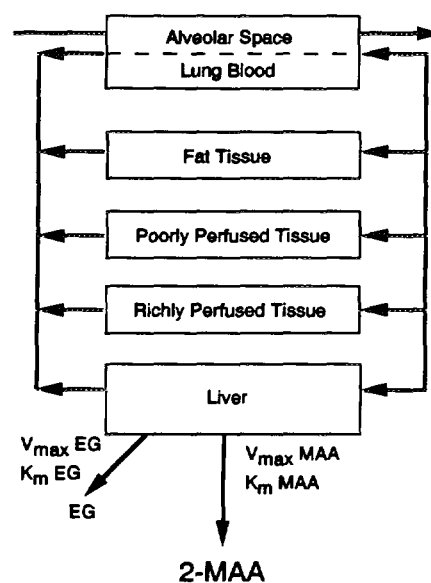 Alveolar Space
Lung Blood
Fat Tissue
Poorly Perfused Tissue
Richly Perfused Tissue
Liver
Vmax EG
Km EG
EG
Vmax MAA
Km MAA
2-MAA